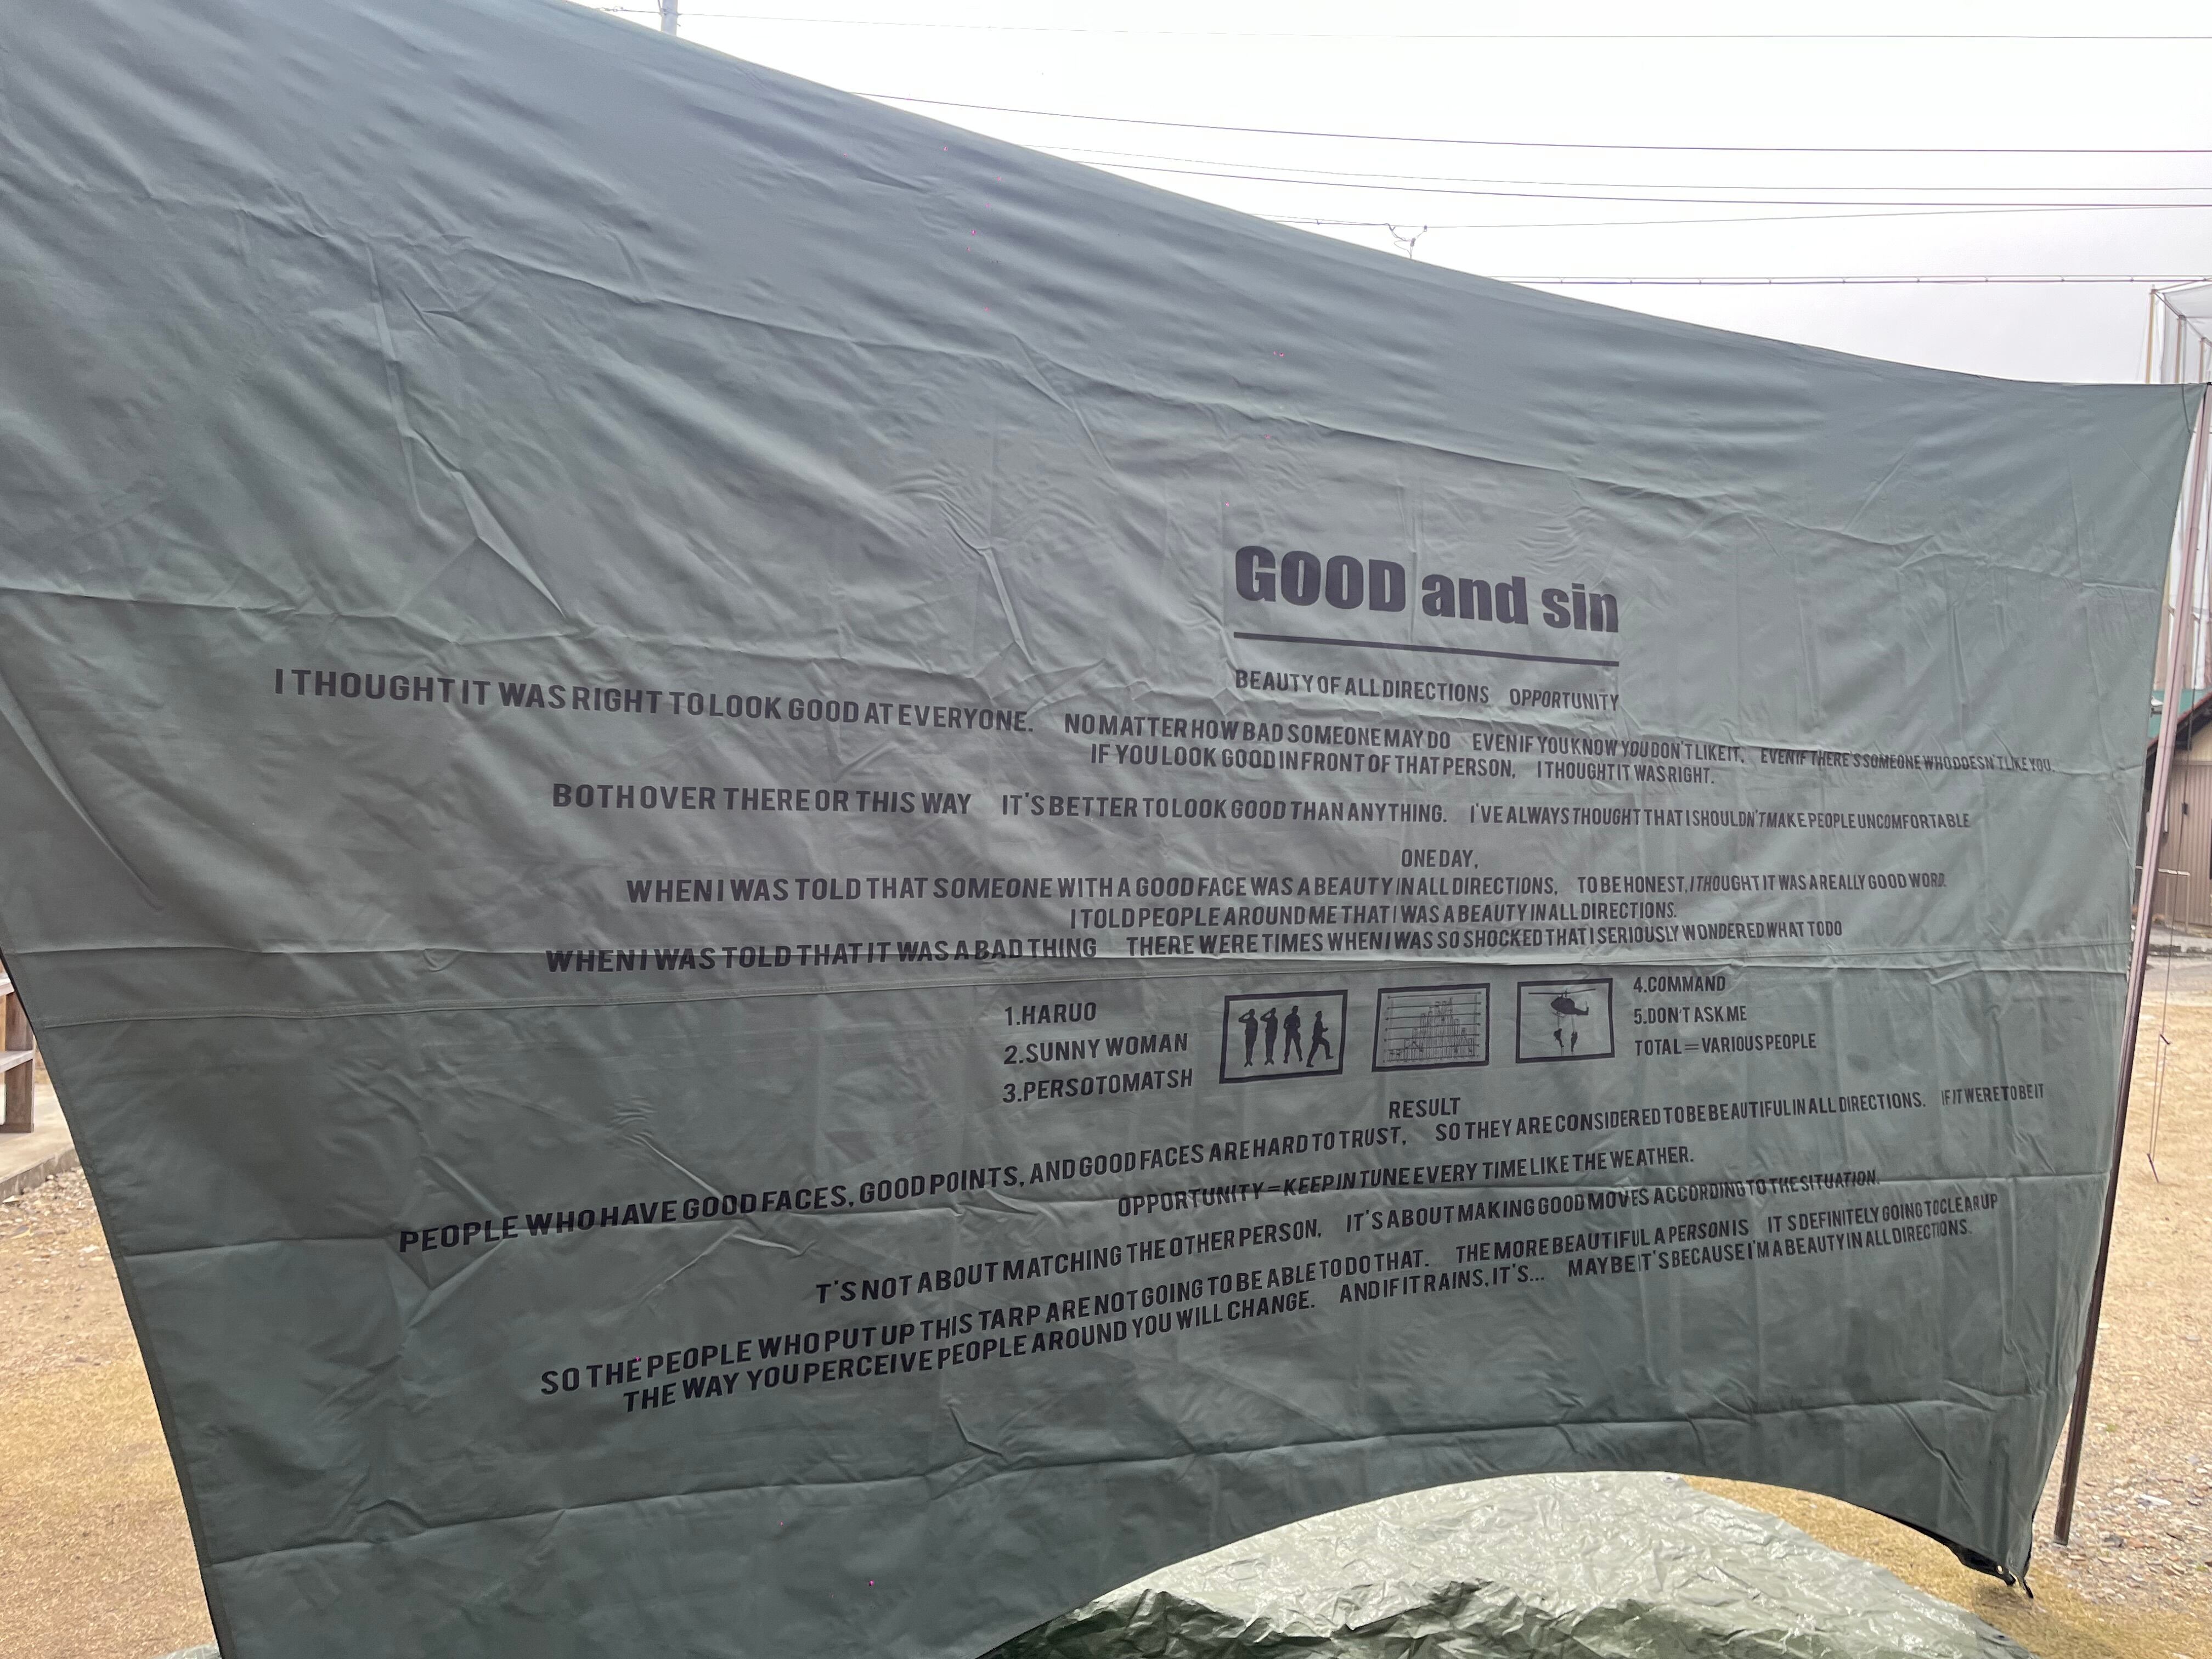 GOOD and sin
BEAUTY OF ALL DIRECTIONS OPPORTUNITY
I THOUGHT IT WAS RIGHT TO LOOK GOOD AT EVERYONE. NO MATTER HOW BAD SOMEONE MAY DO EVEN IF YOU KNOW YOU DON'T LIKE IT, EVEN IF THERE'S SOMEONE WHO DOESN'T LIKE YOU,
IF YOU LOOK GOOD IN FRONT OF THAT PERSON, I THOUGHT IT WAS RIGHT.
BOTH OVER THERE OR THIS WAY IT'S BETTER TO LOOK GOOD THAN ANYTHING. I'VE ALWAYS THOUGHT THAT I SHOULDN'T MAKE PEOPLE UNCOMFORTABLE
ONE DAY,
WHEN I WAS TOLD THAT SOMEONE WITH A GOOD FACE WAS A BEAUTY IN ALL DIRECTIONS, TO BE HONEST, I THOUGHT IT WAS A REALLY GOOD WORD.
I TOLD PEOPLE AROUND ME THAT I WAS A BEAUTY IN ALL DIRECTIONS.
WHEN I WAS TOLD THAT IT WAS A BAD THING THERE WERE TIMES WHEN I WAS SO SHOCKED THAT I SERIOUSLY WONDERED WHAT TO DO
1.HARUO
2.SUNNY WOMAN
3.PERSOTOMATSH
4.COMMAND
5.DON'T ASK ME
TOTAL=VARIOUS PEOPLE
RESULT
PEOPLE WHO HAVE GOOD FACES, GOOD POINTS, AND GOOD FACES ARE HARD TO TRUST, SO THEY ARE CONSIDERED TO BE BEAUTIFUL IN ALL DIRECTIONS. IF IT WERE TO BE IT
OPPORTUNITY=KEEP IN TUNE EVERY TIME LIKE THE WEATHER.
T'S NOT ABOUT MATCHING THE OTHER PERSON, IT'S ABOUT MAKING GOOD MOVES ACCORDING TO THE SITUATION.
SO THE PEOPLE WHO PUT UP THIS TARP ARE NOT GOING TO BE ABLE TO DO THAT. THE MORE BEAUTIFUL A PERSON IS IT'S DEFINITELY GOING TO CLEAR UP
THE WAY YOU PERCEIVE PEOPLE AROUND YOU WILL CHANGE. AND IF IT RAINS, IT'S... MAYBE IT'S BECAUSE I'M A BEAUTY IN ALL DIRECTIONS.